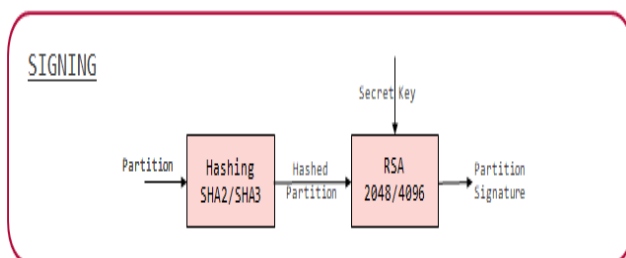 SIGNING
Secret Key
Partition
Hashing
SHA2/SHA3
Hashed
Partition
RSA
2048/4096
Partition
Signature